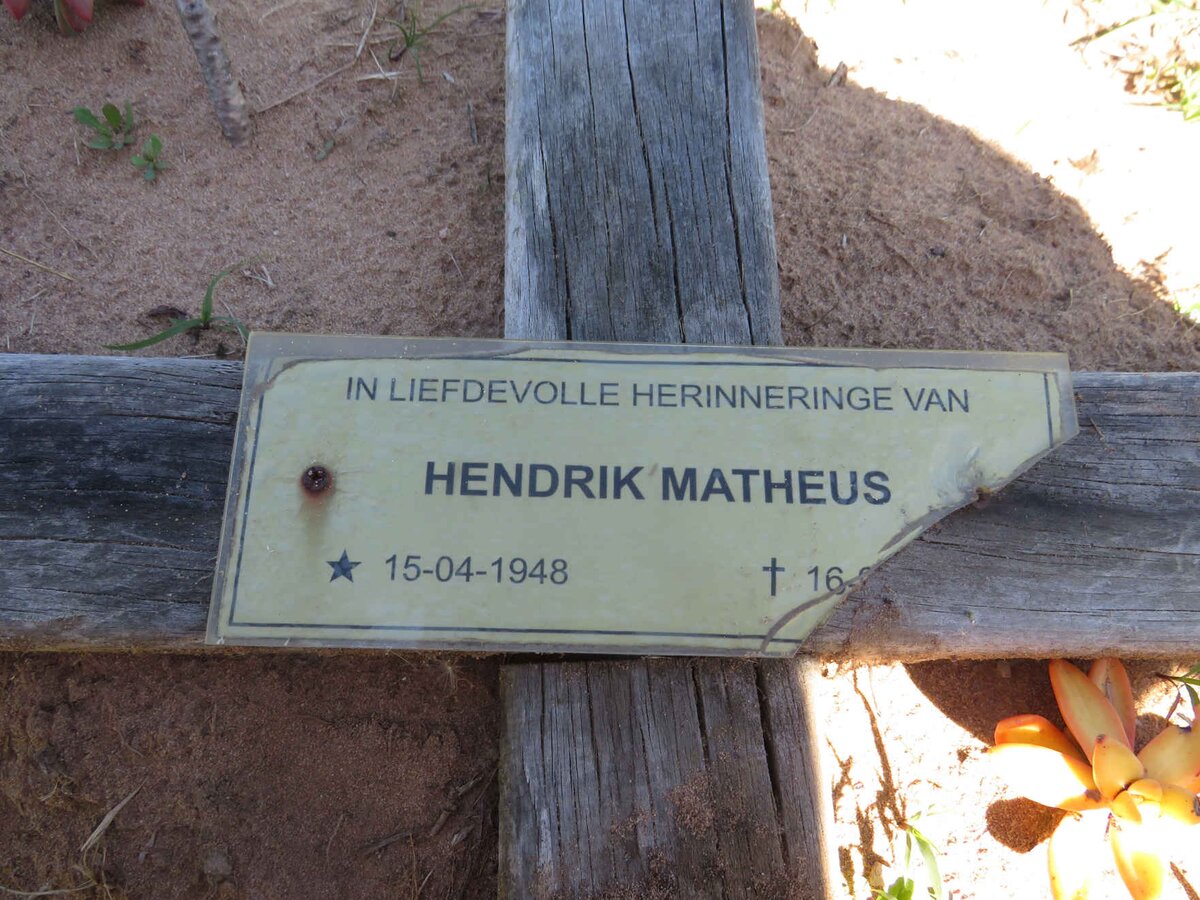 IN LIEFDEVOLLE HERINNERINGE VAN
HENDRIK MATHEUS
★ 15-04-1948 † 16-